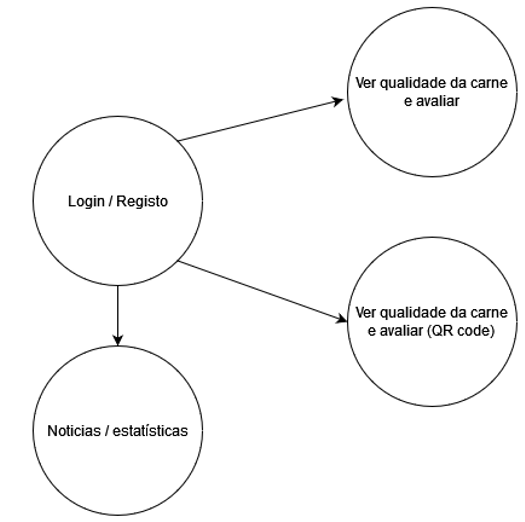 Ver qualidade da carne
e avaliar
Login / Registo
Ver qualidade da carne
e avaliar (QR code)
Noticias / estatísticas